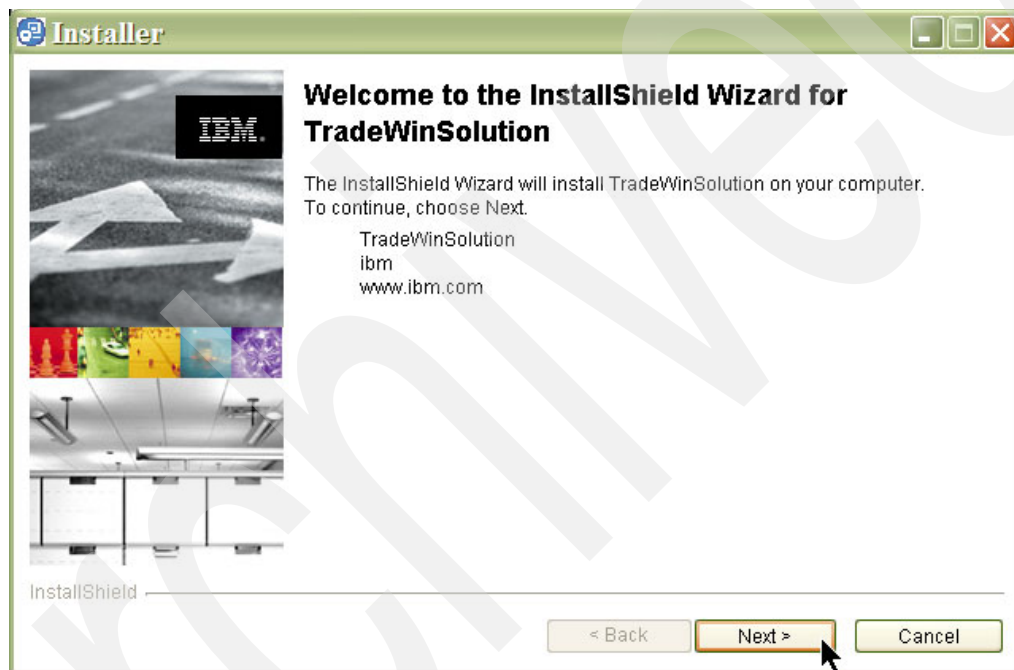 Installer
IBM.
Welcome to the InstallShield Wizard for
TradeWinSolution
The InstallShield Wizard will install TradeWinSolution on your computer.
To continue, choose Next.
TradeWinSolution
ibm
www.ibm.com
InstallShield
< Back
Next >
Cancel